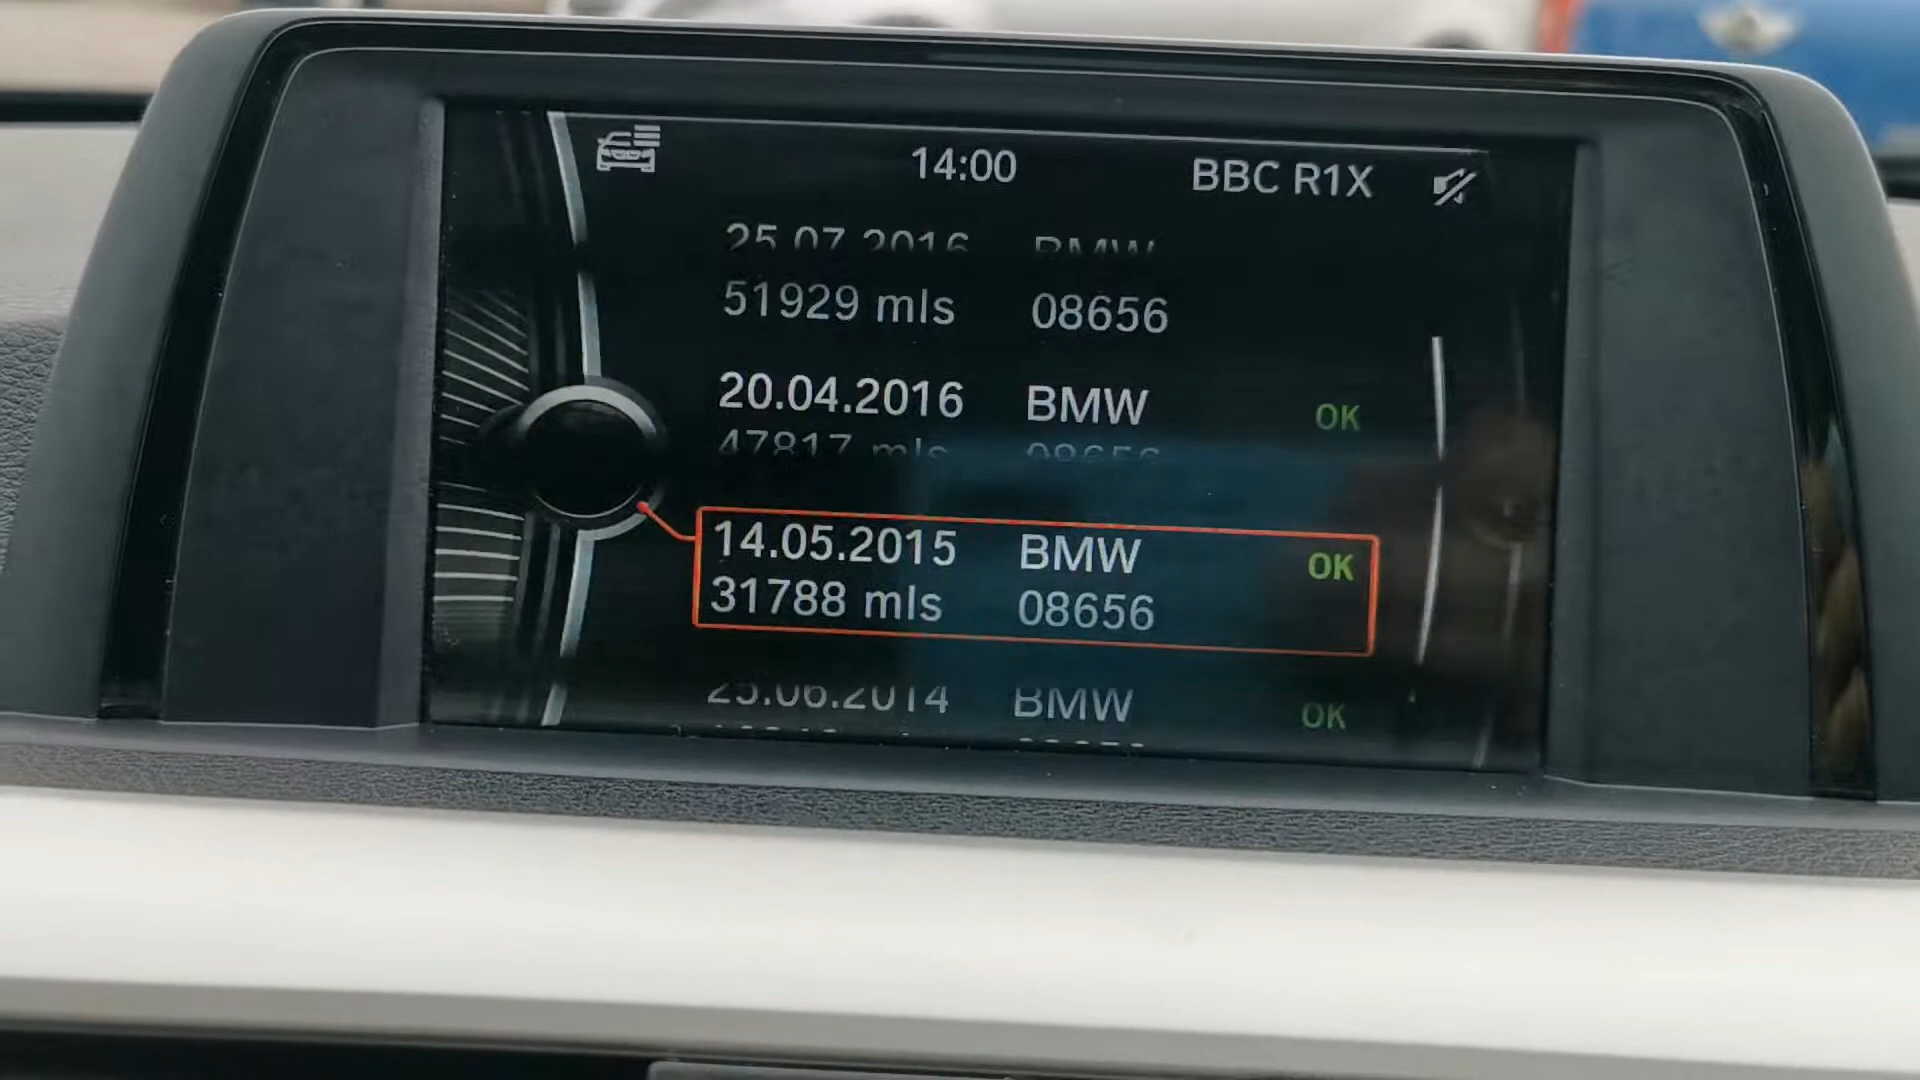 14:00 BBC R1X
25.07.2016 BMW
51929 mls 08656
20.04.2016 BMW OK
47817 mls 08656
14.05.2015 BMW OK
31788 mls 08656
25.06.2014 BMW OK